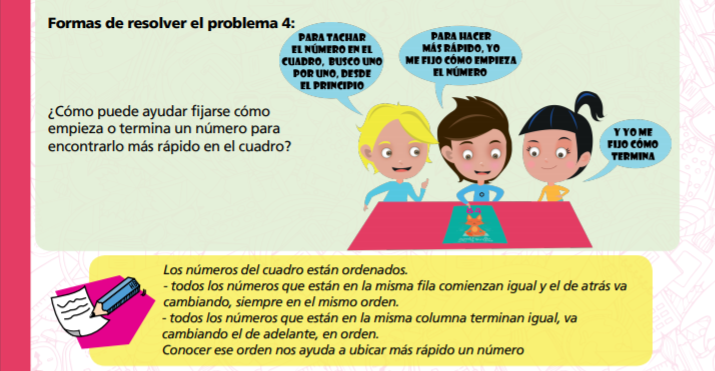 Formas de resolver el problema 4:
PARA TACHAR
EL NÚMERO EN EL
CUADRO, BUSCO UNO
POR UNO, DESDE
EL PRINCIPIO
PARA HACER
MÁS RÁPIDO, YO
ME FIJO CÓMO EMPIEZA
EL NÚMERO
¿Cómo puede ayudar fijarse cómo
empieza o termina un número para
encontrarlo más rápido en el cuadro?
Y YO ME
FIJO CÓMO
TERMINA
Los números del cuadro están ordenados.
- todos los números que están en la misma fila comienzan igual y el de atrás va
cambiando, siempre en el mismo orden.
- todos los números que están en la misma columna terminan igual, va
cambiando el de adelante, en orden.
Conocer ese orden nos ayuda a ubicar más rápido un número